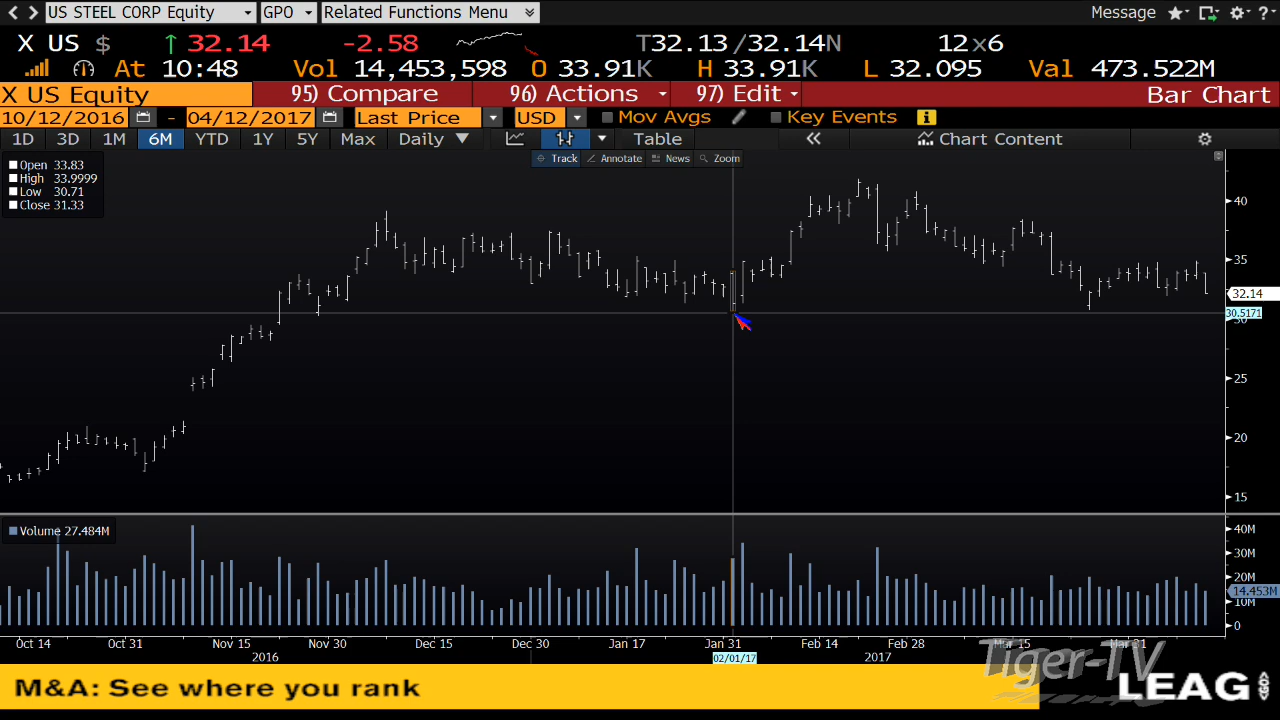 US STEEL CORP Equity GPO Related Functions Menu Message ?
X US $ 32.14 -2.58 T32.13 /32.14N 12x6
At 10:48 Vol 14,453,598 O 33.91K H 33.91K L 32.095 Val 473.522M
X US Equity 95) Compare 96) Actions 97) Edit Bar Chart
10/12/2016 - 04/12/2017 Last Price USD Mov Avgs Key Events
1D 3D 1M 6M YTD 1Y 5Y Max Daily Table Chart Content
Track Annotate News Zoom
Open 33.83
High 33.9999
Low 30.71
Close 31.33
40
35
32.14
30.5171
30
25
20
15
Volume 27.484M
40M
30M
20M
14.453M
10M
0
Oct 14 Oct 31 Nov 15 Nov 30 Dec 15 Dec 30 Jan 17 Jan 31 Feb 14 Feb 28 Mar 15 Mar 31
2016 02/01/17 2017
Tiger-TV
M&A: See where you rank LEAG <GO>